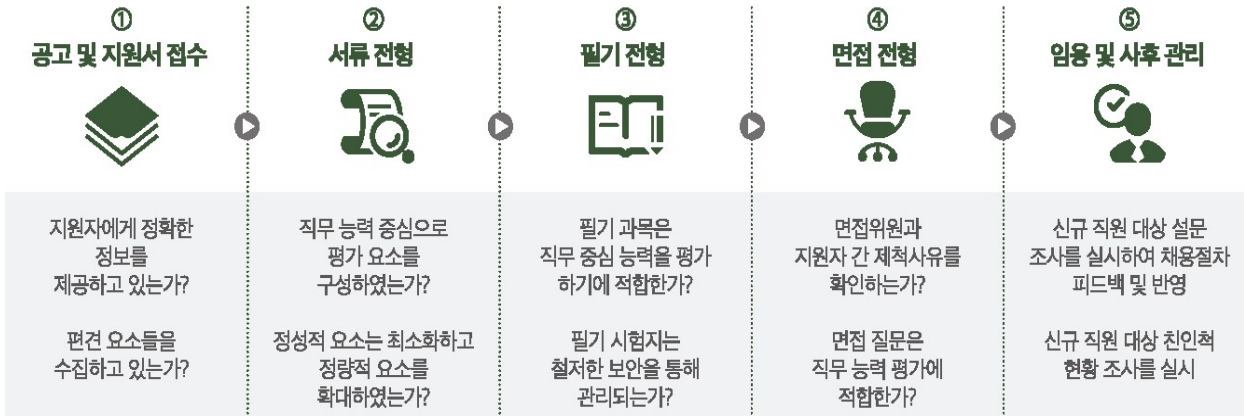 ①
공고 및 지원서 접수
지원자에게 정확한
정보를
제공하고 있는가?
편견 요소들을
수집하고 있는가?
②
서류 전형
직무 능력 중심으로
평가 요소를
구성하였는가?
정성적 요소는 최소화하고
정량적 요소를
확대하였는가?
③
필기 전형
필기 과목은
직무 중심 능력을 평가
하기에 적합한가?
필기 시험지는
철저한 보안을 통해
관리되는가?
④
면접 전형
면접위원과
지원자 간 제척사유를
확인하는가?
면접 질문은
직무 능력 평가에
적합한가?
⑤
임용 및 사후 관리
신규 직원 대상 설문
조사를 실시하여 채용절차
피드백 및 반영
신규 직원 대상 친인척
현황 조사를 실시